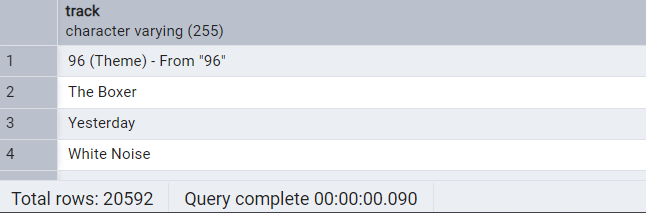 track
character varying (255)
1 96 (Theme) - From "96"
2 The Boxer
3 Yesterday
4 White Noise
Total rows: 20592 Query complete 00:00:00.090